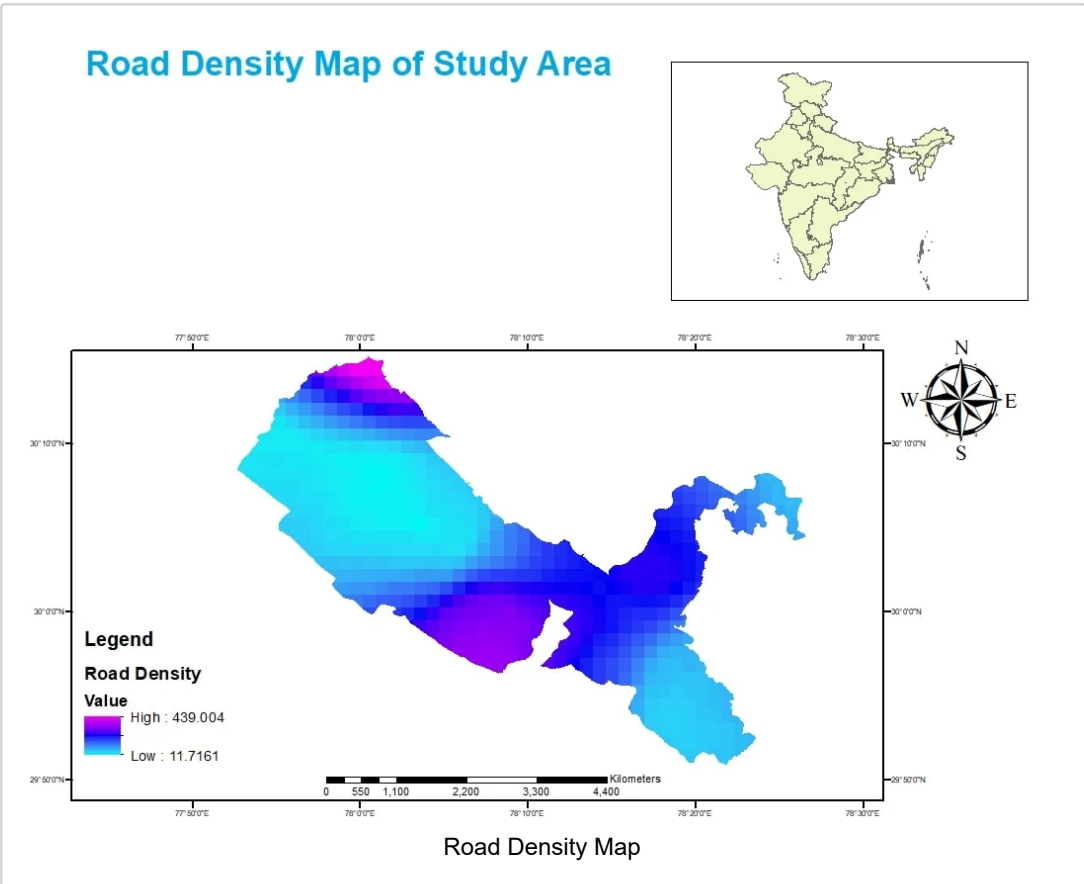 Road Density Map of Study Area
77°50'0"E 78°0'0"E 78°10'0"E 78°20'0"E 78°30'0"E
N
W E
S
30°10'0"N 30°10'0"N
30°0'0"N 30°0'0"N
Legend
Road Density
Value
High : 439.004
Low : 11.7161
29°50'0"N 29°50'0"N
Kilometers
0 550 1,100 2,200 3,300 4,400
77°50'0"E 78°0'0"E 78°10'0"E 78°20'0"E 78°30'0"E
Road Density Map